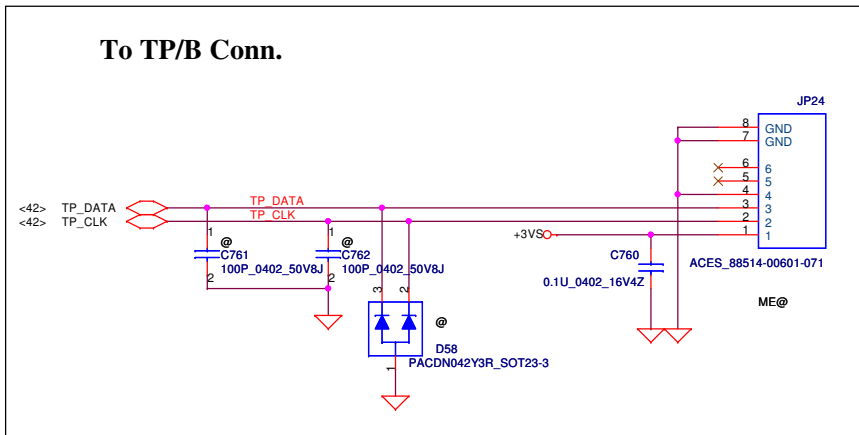 To TP/B Conn.
JP24
8 GND
7 GND
6 6
5 5
4 4
3 3
2 2
1 1
<42> TP_DATA TP_DATA
<42> TP_CLK TP_CLK
+3VS
1 @ 1 @
C761 C762
2 100P_0402_50V8J 2 100P_0402_50V8J
C760
0.1U_0402_16V4Z
ACES_88514-00601-071
ME@
3 2
@
D58
PACDN042Y3R_SOT23-3
1